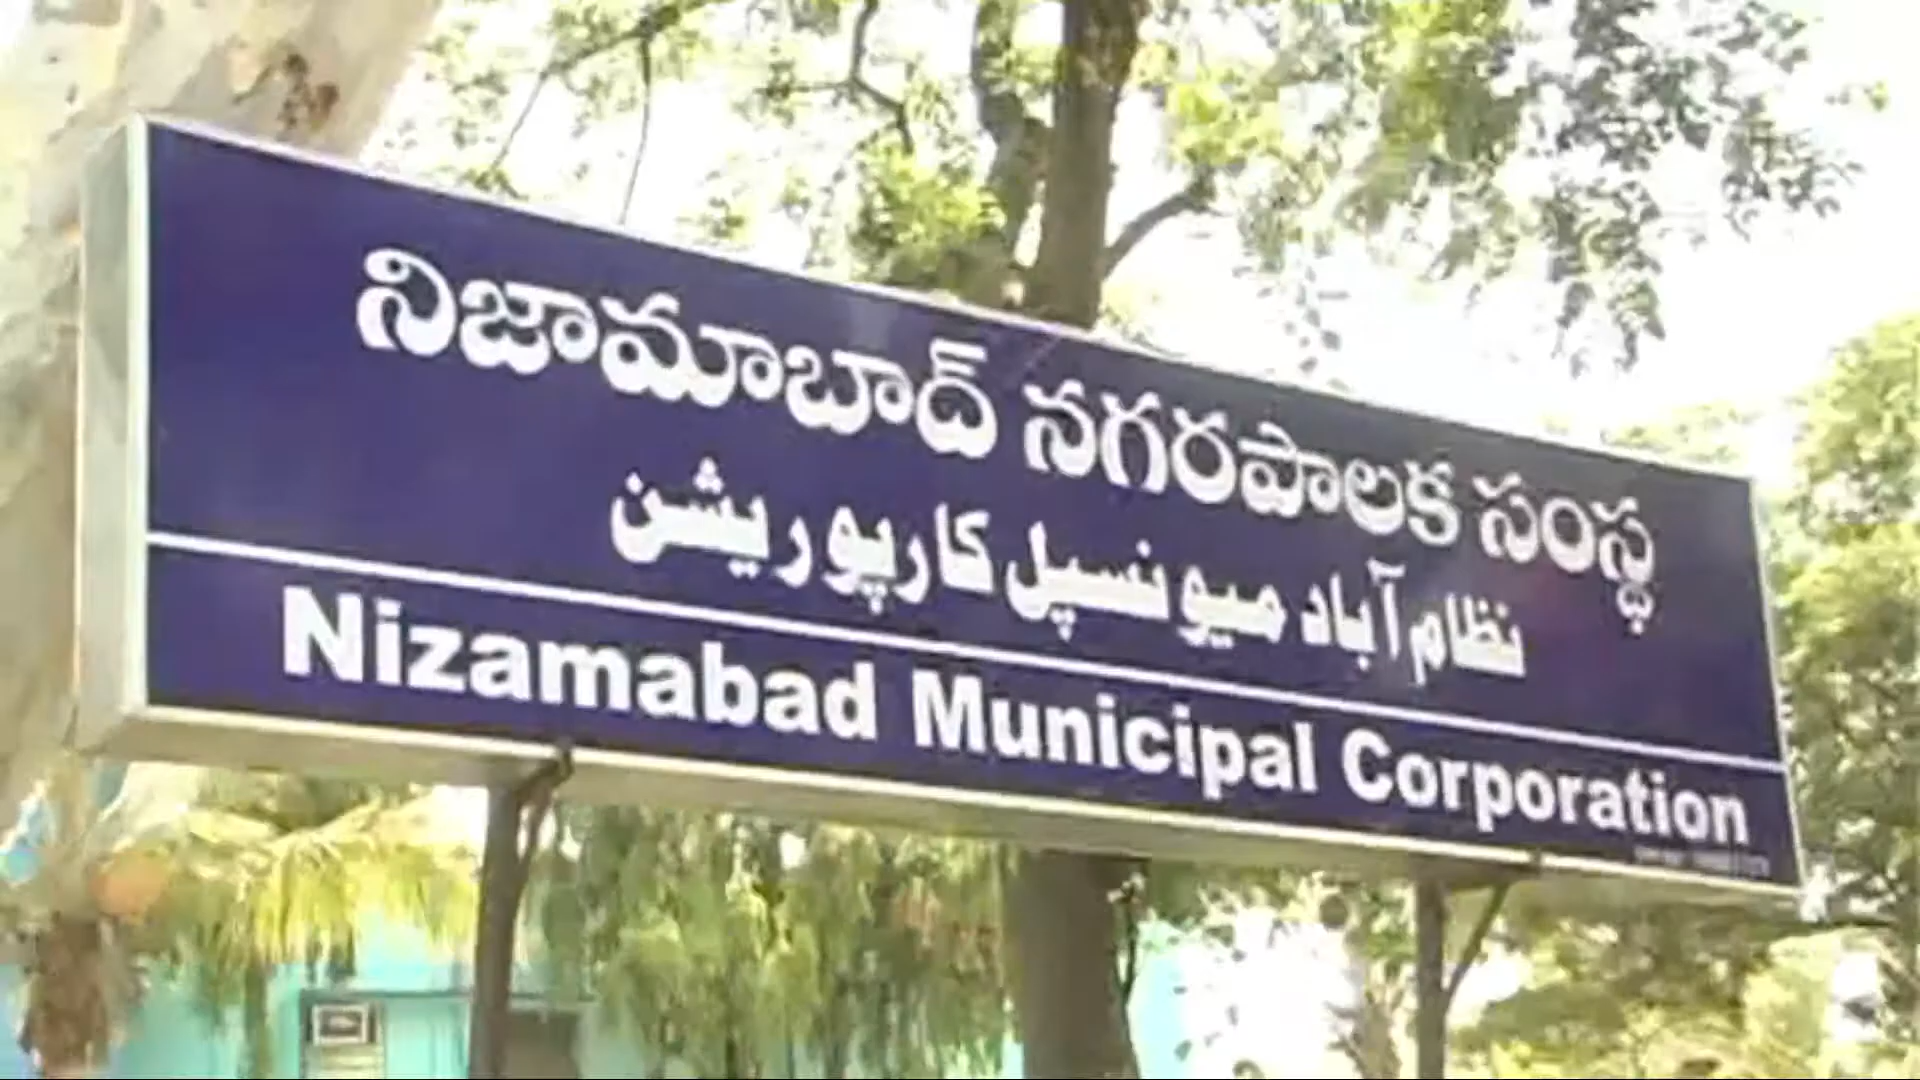 నిజామాబాద్ నగరపాలక సంస్థ
نظام آباد میونسپل کارپوریشن
Nizamabad Municipal Corporation